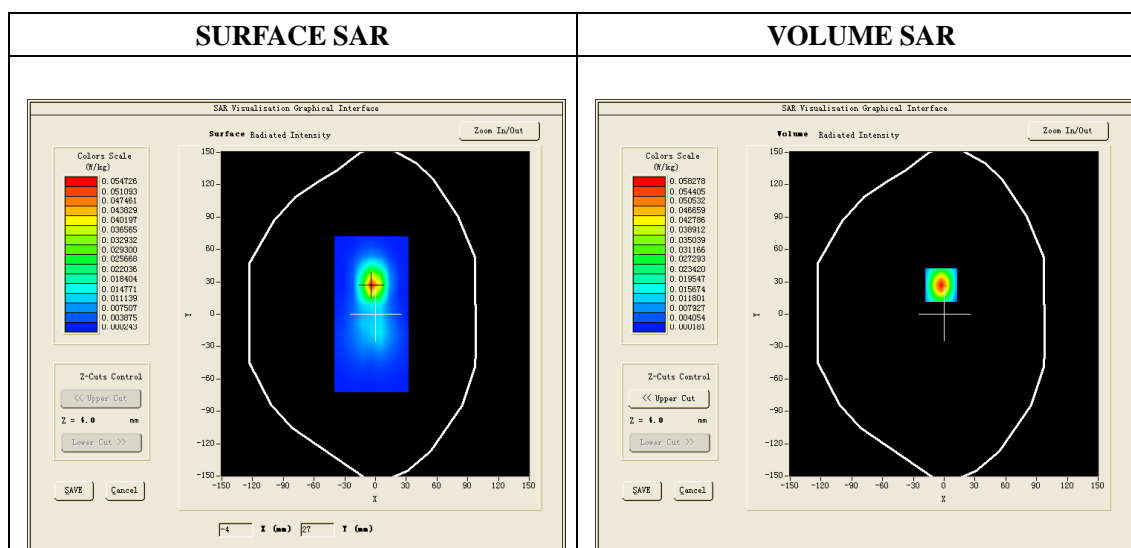 SURFACE SAR
SAR Visualisation Graphical Interface
Surface Radiated Intensity
Zoom In/Out
Colors Scale
(W/kg)
0.054726
0.051093
0.047461
0.043829
0.040197
0.036565
0.032932
0.029300
0.025668
0.022036
0.018404
0.014771
0.011139
0.007507
0.003875
0.000243
150
120
90
60
30
0
-30
-60
-90
-120
-150
Y
-150 -120 -90 -60 -30 0 30 60 90 120 150
X
Z-Cuts Control
<< Upper Cut
Z = 4.0 mm
Lower Cut >>
SAVE Cancel
-4 X (mm) 27 Y (mm)
VOLUME SAR
SAR Visualisation Graphical Interface
Volume Radiated Intensity
Zoom In/Out
Colors Scale
(W/kg)
0.058278
0.054405
0.050532
0.046659
0.042786
0.038912
0.035039
0.031166
0.027293
0.023420
0.019547
0.015674
0.011801
0.007927
0.004054
0.000181
150
120
90
60
30
0
-30
-60
-90
-120
-150
Y
-150 -120 -90 -60 -30 0 30 60 90 120 150
X
Z-Cuts Control
<< Upper Cut
Z = 4.0 mm
Lower Cut >>
SAVE Cancel